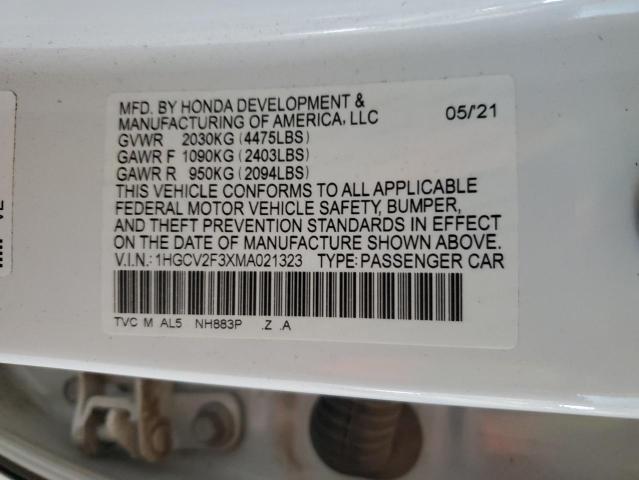 MFD. BY HONDA DEVELOPMENT & 05/21
MANUFACTURING OF AMERICA, LLC
GVWR 2030KG (4475LBS)
GAWR F 1090KG (2403LBS)
GAWR R 950KG (2094LBS)
THIS VEHICLE CONFORMS TO ALL APPLICABLE
FEDERAL MOTOR VEHICLE SAFETY, BUMPER,
AND THEFT PREVENTION STANDARDS IN EFFECT
ON THE DATE OF MANUFACTURE SHOWN ABOVE.
V.I.N.: 1HGCV2F3XMA021323 TYPE: PASSENGER CAR
TVC M AL5 NH883P .Z .A